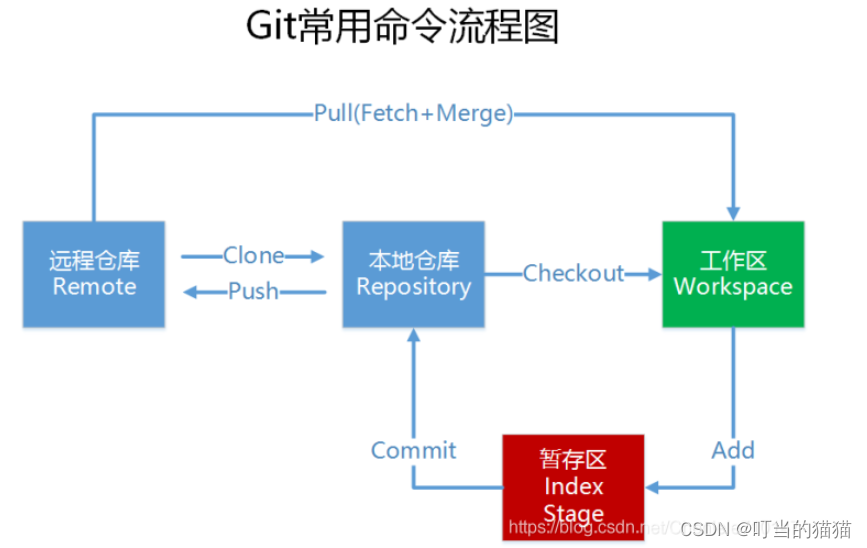 Git常用命令流程图
Pull(Fetch+Merge)
远程仓库
Remote
Clone
Push
本地仓库
Repository
Checkout
工作区
Workspace
Commit
暂存区
Index
Stage
Add
https://blog.csdn.net/
CSDN @叮当的猫猫